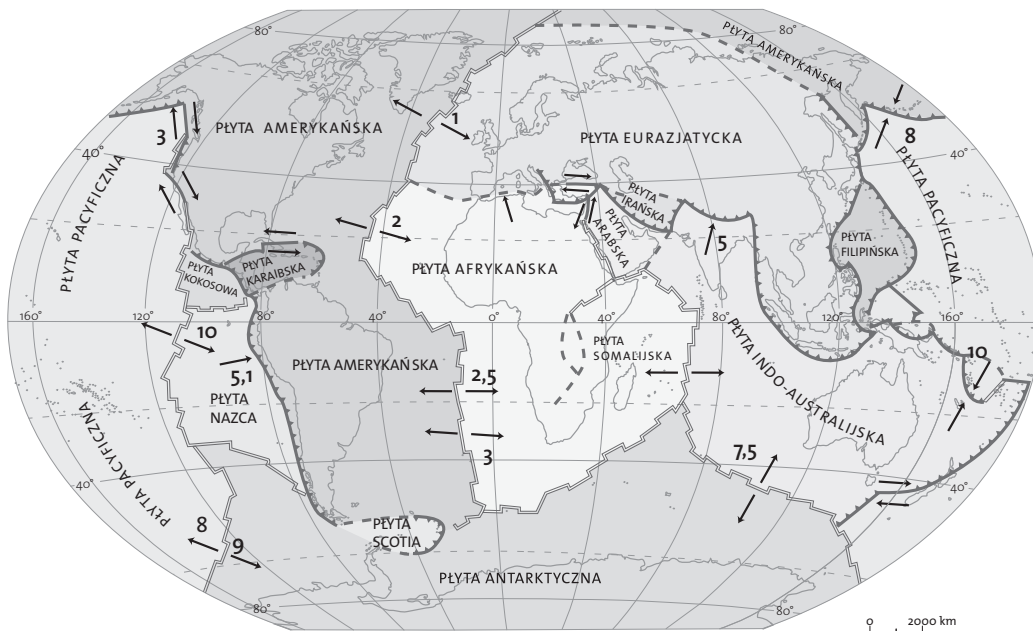 80°
80°
PŁYTA AMERYKAŃSKA
PŁYTA AMERYKAŃSKA
1
PŁYTA EURAZJATYCKA
3
8
40°
40°
PŁYTA PACYFICZNA
PŁYTA
IRAŃSKA
PŁYTA
ARABSKA
2
5
PŁYTA PACYFICZNA
PŁYTA
FILIPIŃSKA
PŁYTA
KOKOSOWA
PŁYTA
KARAIBSKA
PŁYTA AFRYKAŃSKA
160°
120°
80°
40°
0°
40°
80°
120°
160°
10
5,1
PŁYTA
NAZCA
PŁYTA AMERYKAŃSKA
2,5
PŁYTA
SOMALIJSKA
PŁYTA INDO-AUSTRALIJSKA
10
PŁYTA PACYFICZNA
3
7,5
40°
40°
8
9
PŁYTA
SCOTIA
PŁYTA ANTARKTYCZNA
80°
80°
0 2000 km